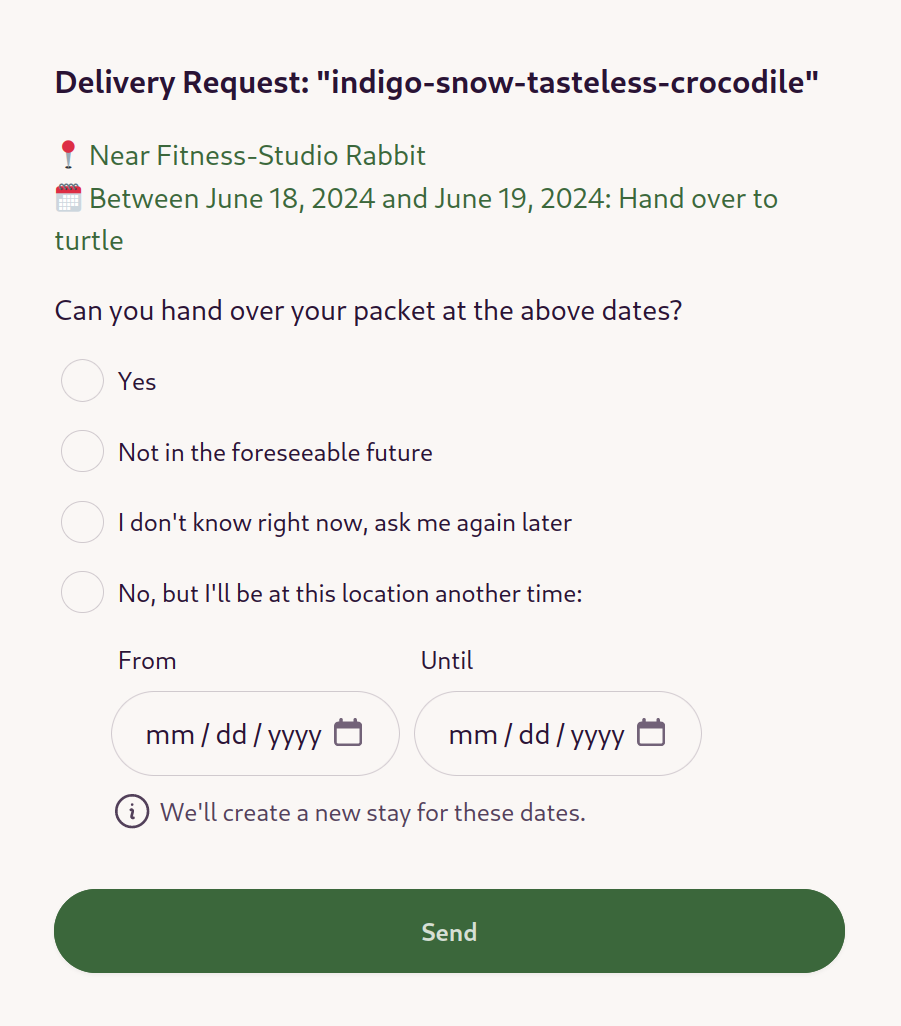 Delivery Request: "indigo-snow-tasteless-crocodile"
📍 Near Fitness-Studio Rabbit
🗓️ Between June 18, 2024 and June 19, 2024: Hand over to
turtle
Can you hand over your packet at the above dates?
Yes
Not in the foreseeable future
I don't know right now, ask me again later
No, but I'll be at this location another time:
From Until
mm / dd / yyyy mm / dd / yyyy
We'll create a new stay for these dates.
Send